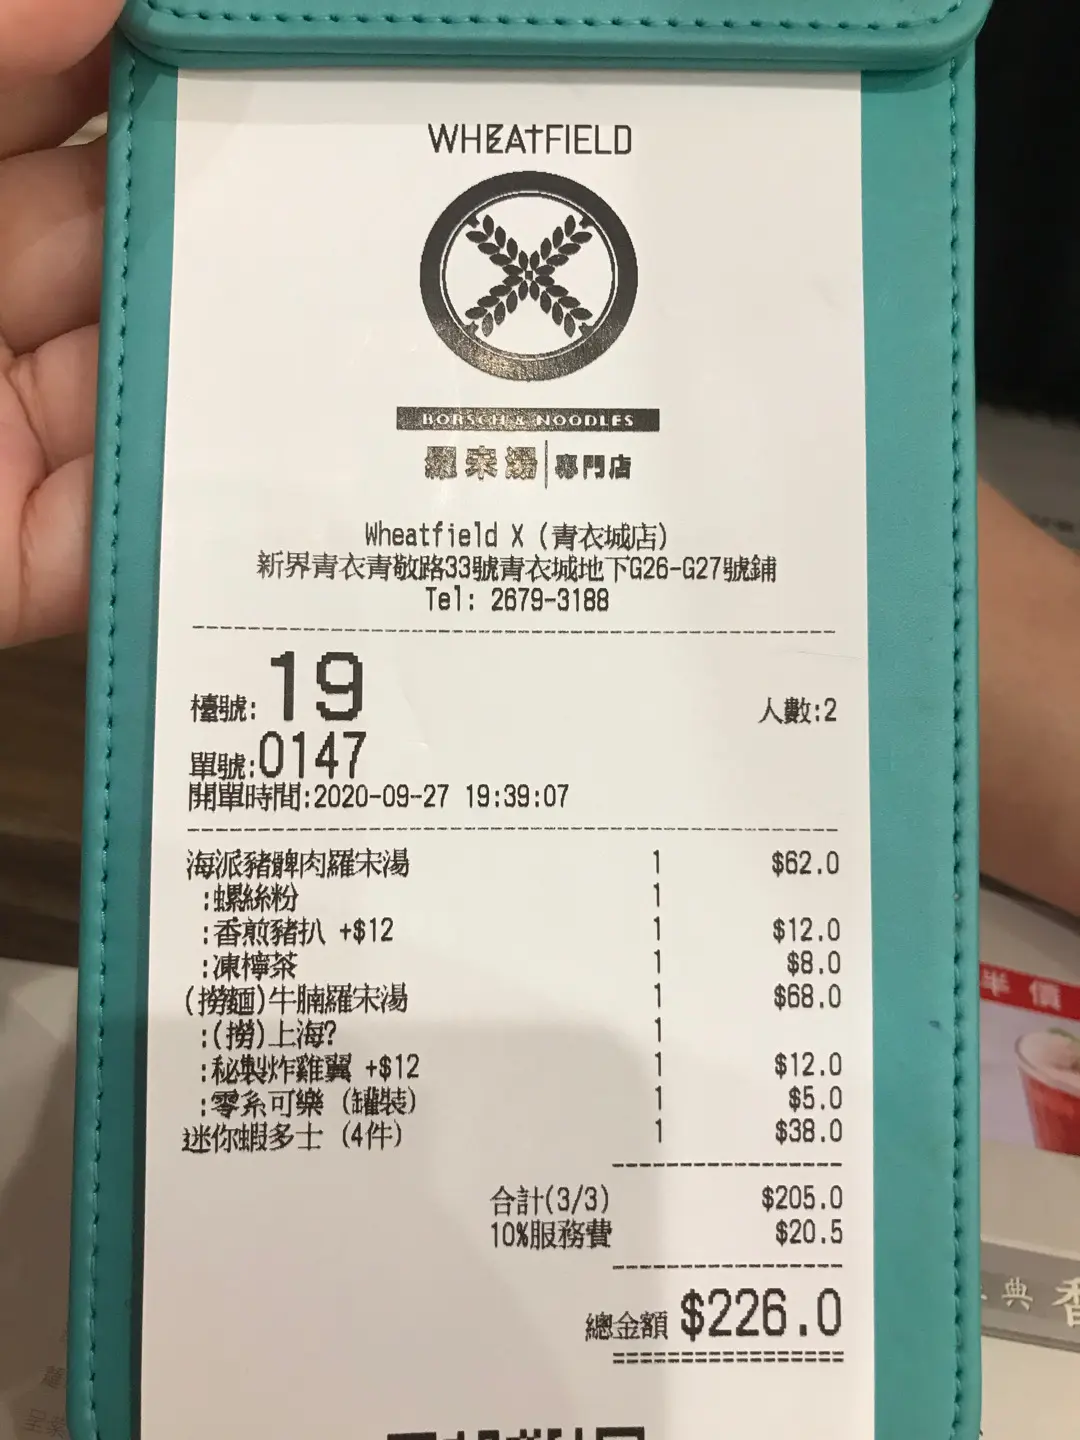 WHEATFIELD
BORSCH & NOODLES
羅宋湯 專門店
Wheatfield X (青衣城店)
新界青衣青敬路33號青衣城地下G26-G27號鋪
Tel: 2679-3188
檯號: 19 人數:2
單號:0147
開單時間:2020-09-27 19:39:07
海派豬髀肉羅宋湯 1 $62.0
:螺絲粉 1
:香煎豬扒 +$12 1 $12.0
:凍檸茶 1 $8.0
(撈麵)牛腩羅宋湯 1 $68.0
:(撈)上海? 1
:秘製炸雞翼 +$12 1 $12.0
:零系可樂 (罐裝) 1 $5.0
迷你蝦多士 (4件) 1 $38.0
合計(3/3) $205.0
10%服務費 $20.5
總金額 $226.0
半價
典